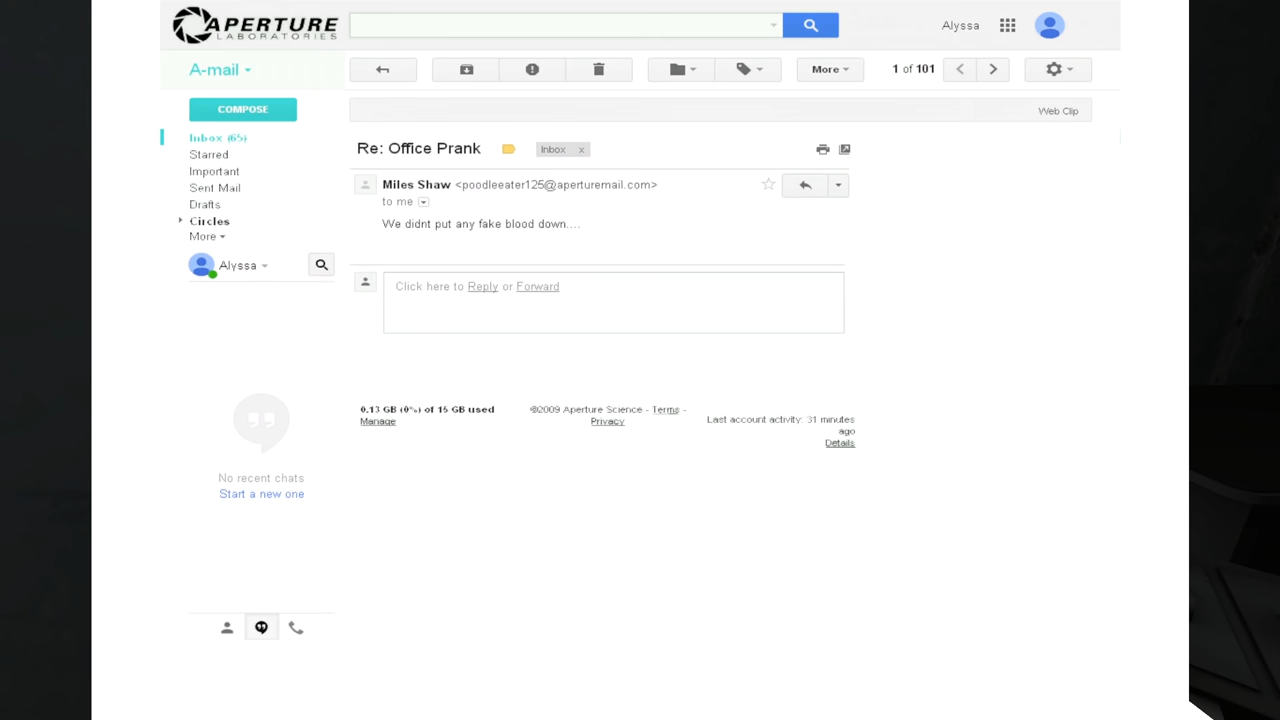 APERTURE
LABORATORIES
Alyssa
A-mail
More
1 of 101
COMPOSE
Web Clip
Inbox (65)
Starred
Important
Sent Mail
Drafts
Circles
More
Alyssa
Re: Office Prank
Inbox x
Miles Shaw <poodleeater125@aperturemail.com>
to me
We didnt put any fake blood down....
Click here to Reply or Forward
0.13 GB (0%) of 15 GB used
Manage
©2009 Aperture Science - Terms -
Privacy
Last account activity: 31 minutes
ago
Details
No recent chats
Start a new one